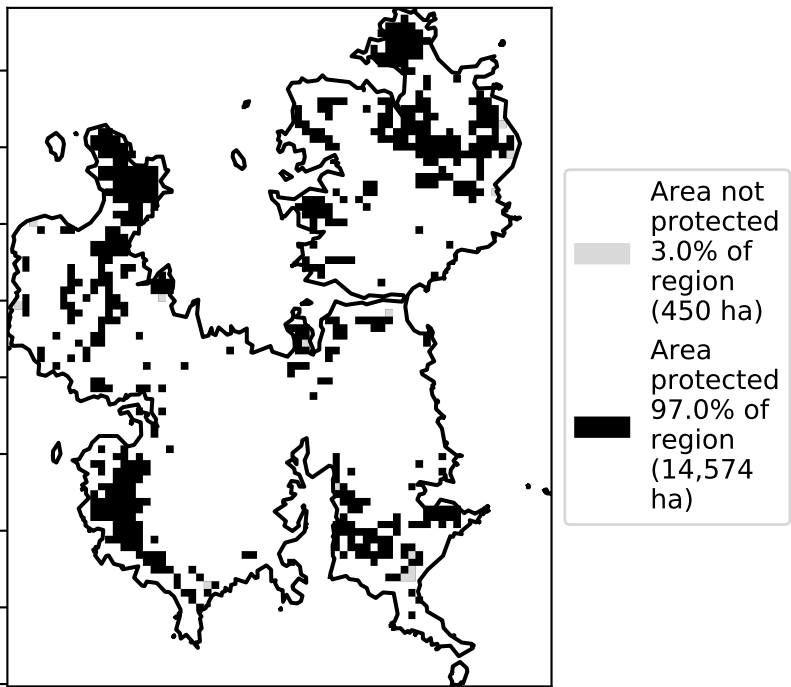 Area not
protected
3.0% of
region
(450 ha)
Area
protected
97.0% of
region
(14,574
ha)